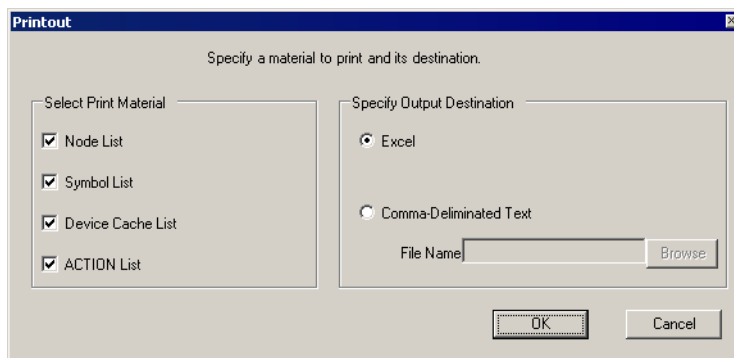 Printout
Specify a material to print and its destination.
Select Print Material
Node List
Symbol List
Device Cache List
ACTION List
Specify Output Destination
Excel
Comma-Deliminated Text
File Name
Browse
OK
Cancel